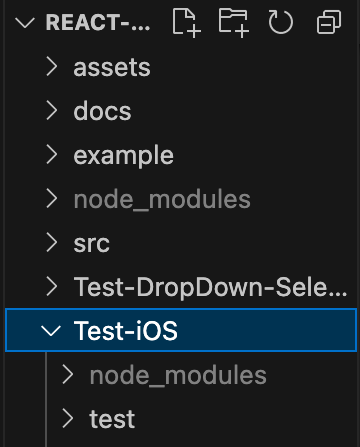 REACT-...
assets
docs
example
node_modules
src
Test-DropDown-Sele...
Test-iOS
node_modules
test